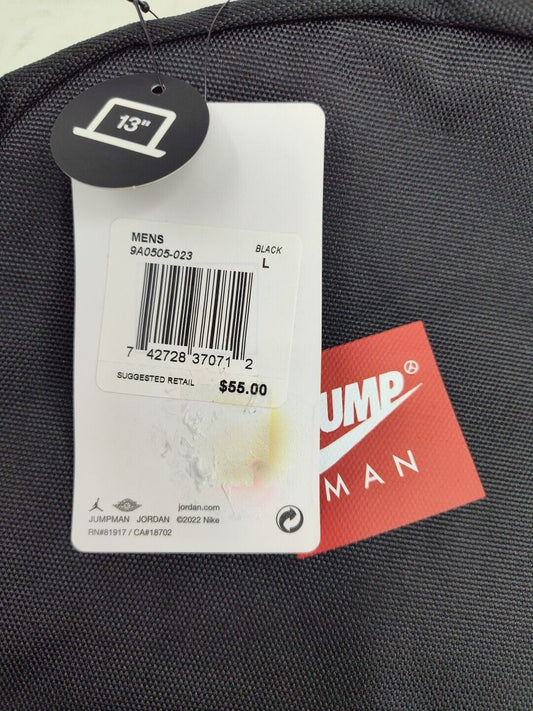 13"
MENS
9A0505-023
BLACK
L
7 42728 37071 2
SUGGESTED RETAIL $55.00
jordan.com
JUMPMAN JORDAN ©2022 Nike
RN#81917 / CA#18702
UMP
MAN